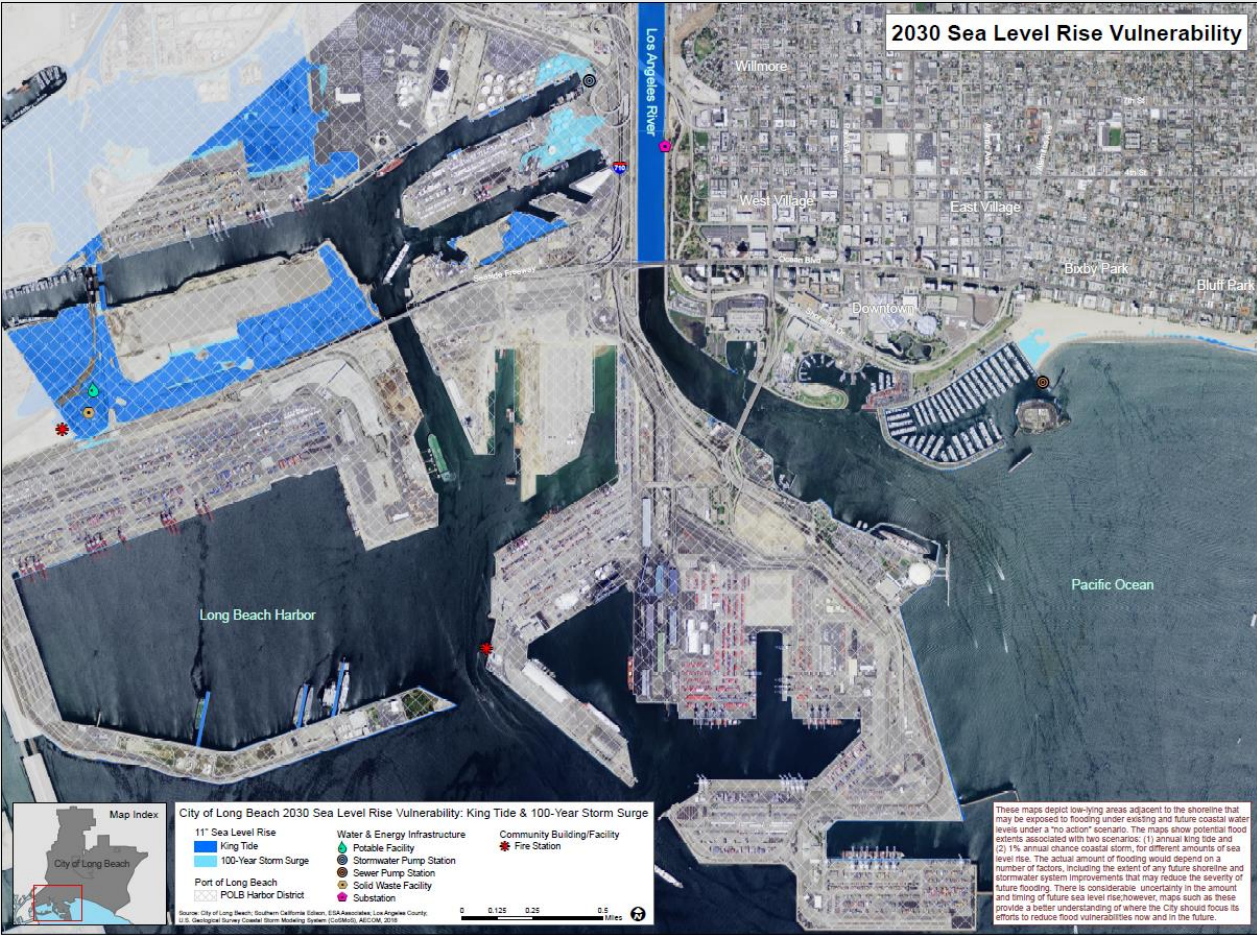 2030 Sea Level Rise Vulnerability
Los Angeles River
Willmore
710
4th St
West Village
East Village
Ocean Blvd
Seaside Freeway
Bixby Park
Bluff Park
Downtown
Pacific Ocean
Long Beach Harbor
Map Index
City of Long Beach
City of Long Beach 2030 Sea Level Rise Vulnerability: King Tide & 100-Year Storm Surge
11" Sea Level Rise
King Tide
100-Year Storm Surge
Port of Long Beach
POLB Harbor District
Water & Energy Infrastructure
Potable Facility
Stormwater Pump Station
Sewer Pump Station
Solid Waste Facility
Substation
Community Building/Facility
Fire Station
Source: City of Long Beach; Southern California Edison, ESA Associates; Los Angeles County;
U.S. Geological Survey Coastal Storm Modeling System (CoSMoS), AECOM, 2018
0 0.125 0.25 0.5
Miles
N
These maps depict low-lying areas adjacent to the shoreline that
may be exposed to flooding under existing and future coastal water
levels under a "no action" scenario. The maps show potential flood
extents associated with two scenarios: (1) annual king tide and
(2) 1% annual chance coastal storm, for different amounts of sea
level rise. The actual amount of flooding would depend on a
number of factors, including the extent of any future shoreline and
stormwater system improvements that may reduce the severity of
future flooding. There is considerable uncertainty in the amount
and timing of future sea level rise;however, maps such as these
provide a better understanding of where the City should focus its
efforts to reduce flood vulnerabilities now and in the future.